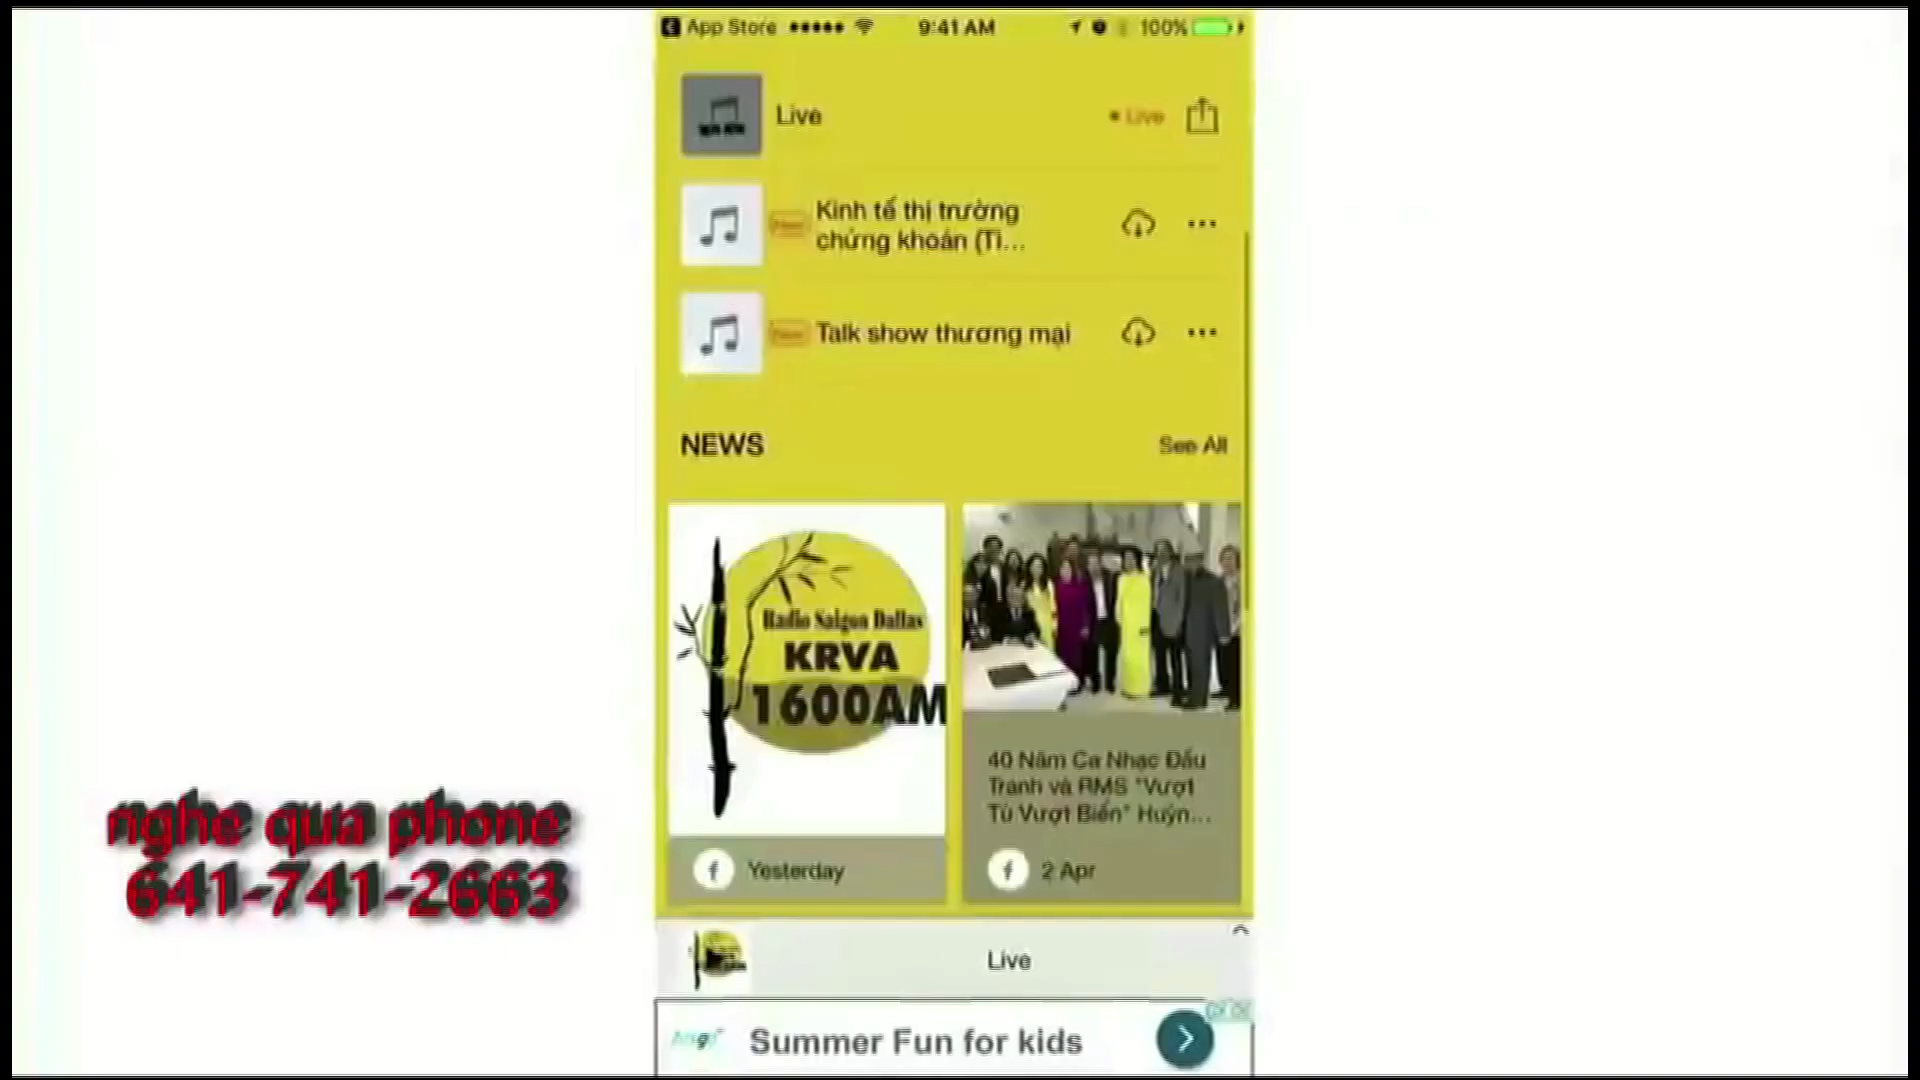 App Store
9:41 AM
100%
Live
Live
New
Kinh tế thị trường
chứng khoán (Ti...
New
Talk show thương mại
NEWS
See All
Radio Saigon Dallas
KRVA
1600AM
40 Năm Ca Nhạc Đấu
Tranh và RMS "Vượt
Tù Vượt Biển" Huỳn...
Yesterday
2 Apr
nghe qua phone
641-741-2663
Live
Summer Fun for kids